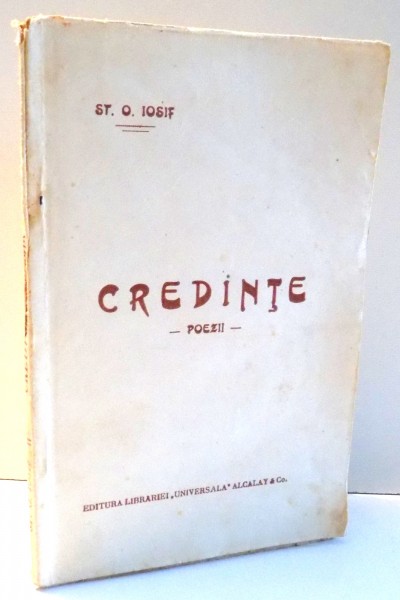 ST. O. IOSIF
CREDINȚE
— POEZII —
EDITURA LIBRARIEI „UNIVERSALA” ALCALAY & Co.